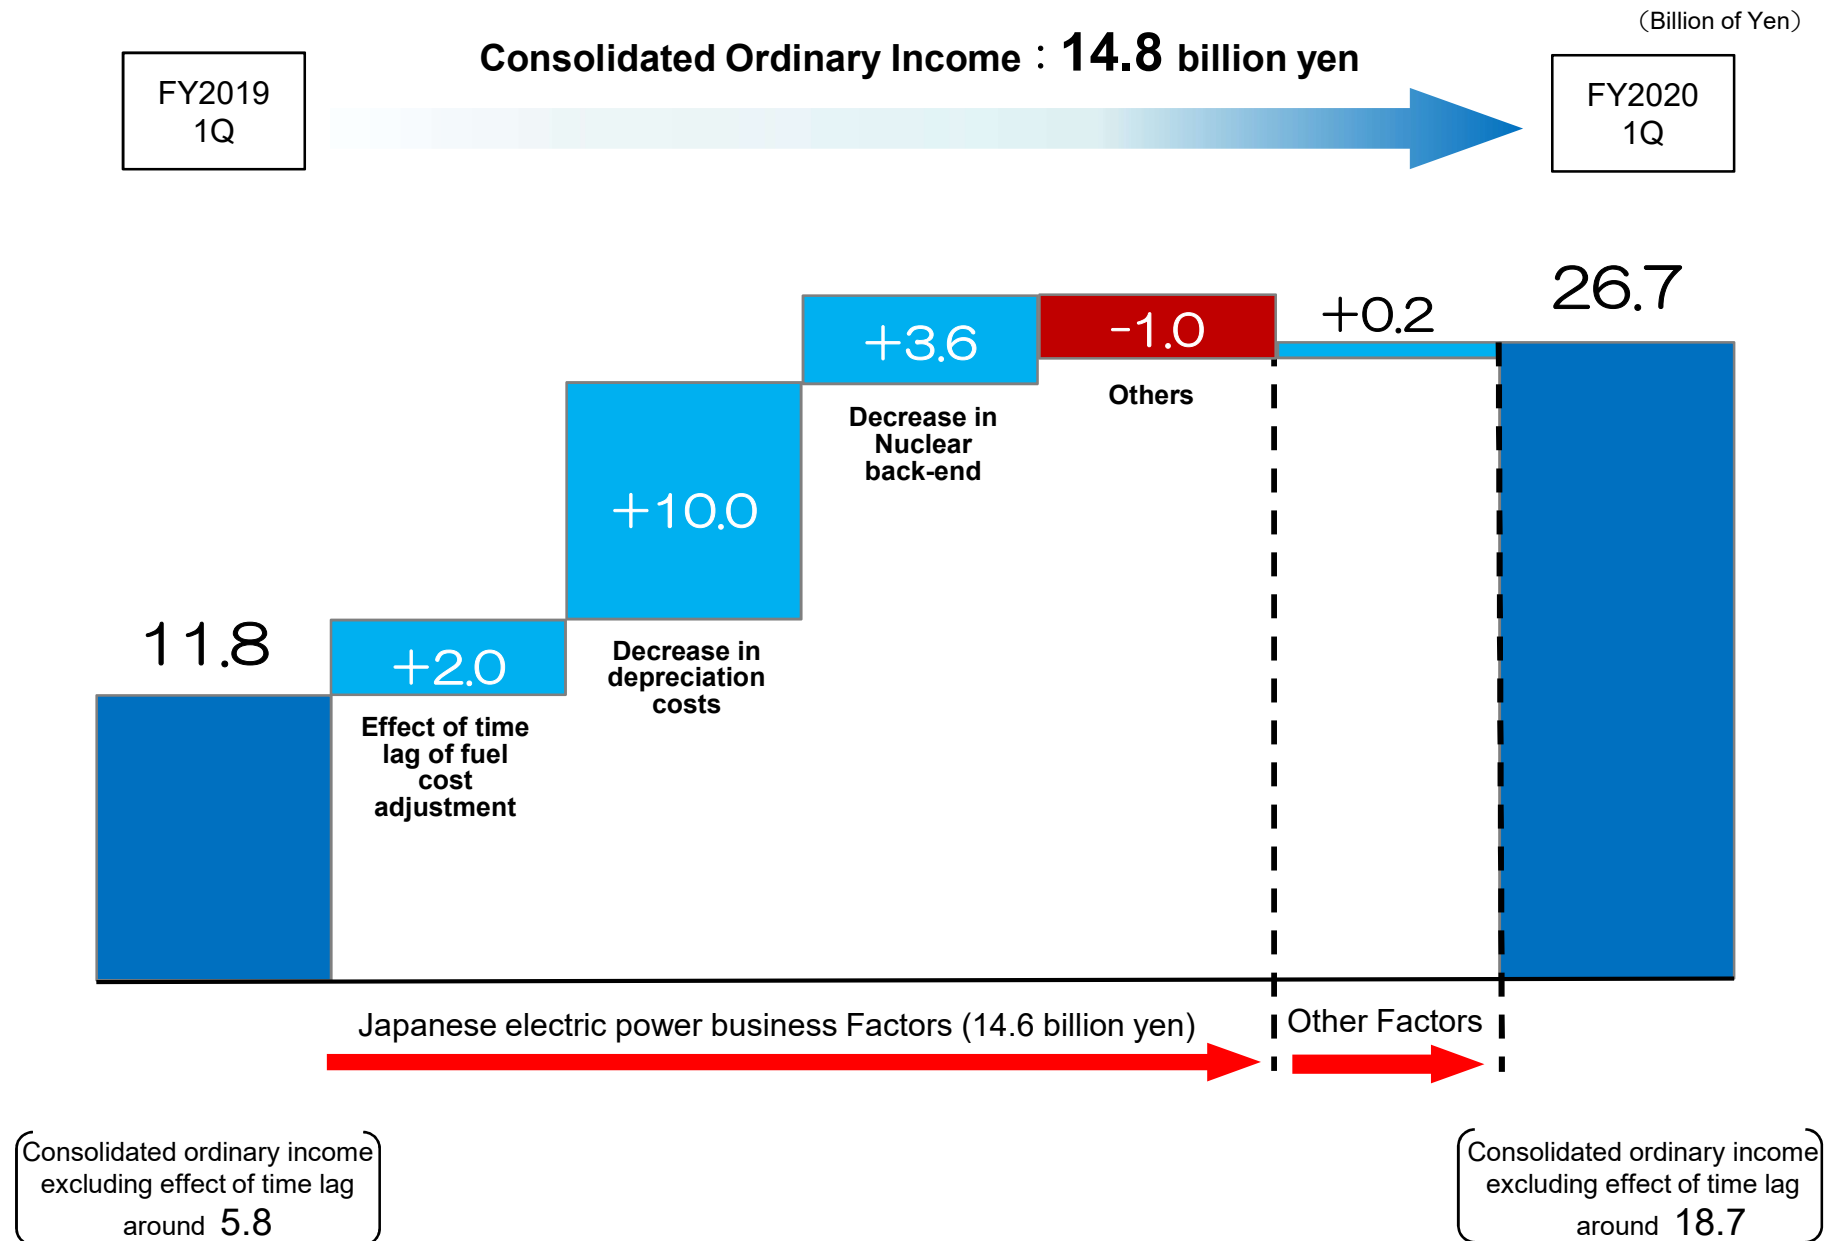 （Billion of Yen）
Consolidated Ordinary Income：14.8 billion yen
FY2019
1Q
FY2020
1Q
11.8
+2.0
Effect of time
lag of fuel
cost
adjustment
+10.0
Decrease in
depreciation
costs
+3.6
Decrease in
Nuclear
back-end
-1.0
Others
+0.2
26.7
Japanese electric power business Factors (14.6 billion yen)
Other Factors
Consolidated ordinary income
excluding effect of time lag
around 5.8
Consolidated ordinary income
excluding effect of time lag
around 18.7